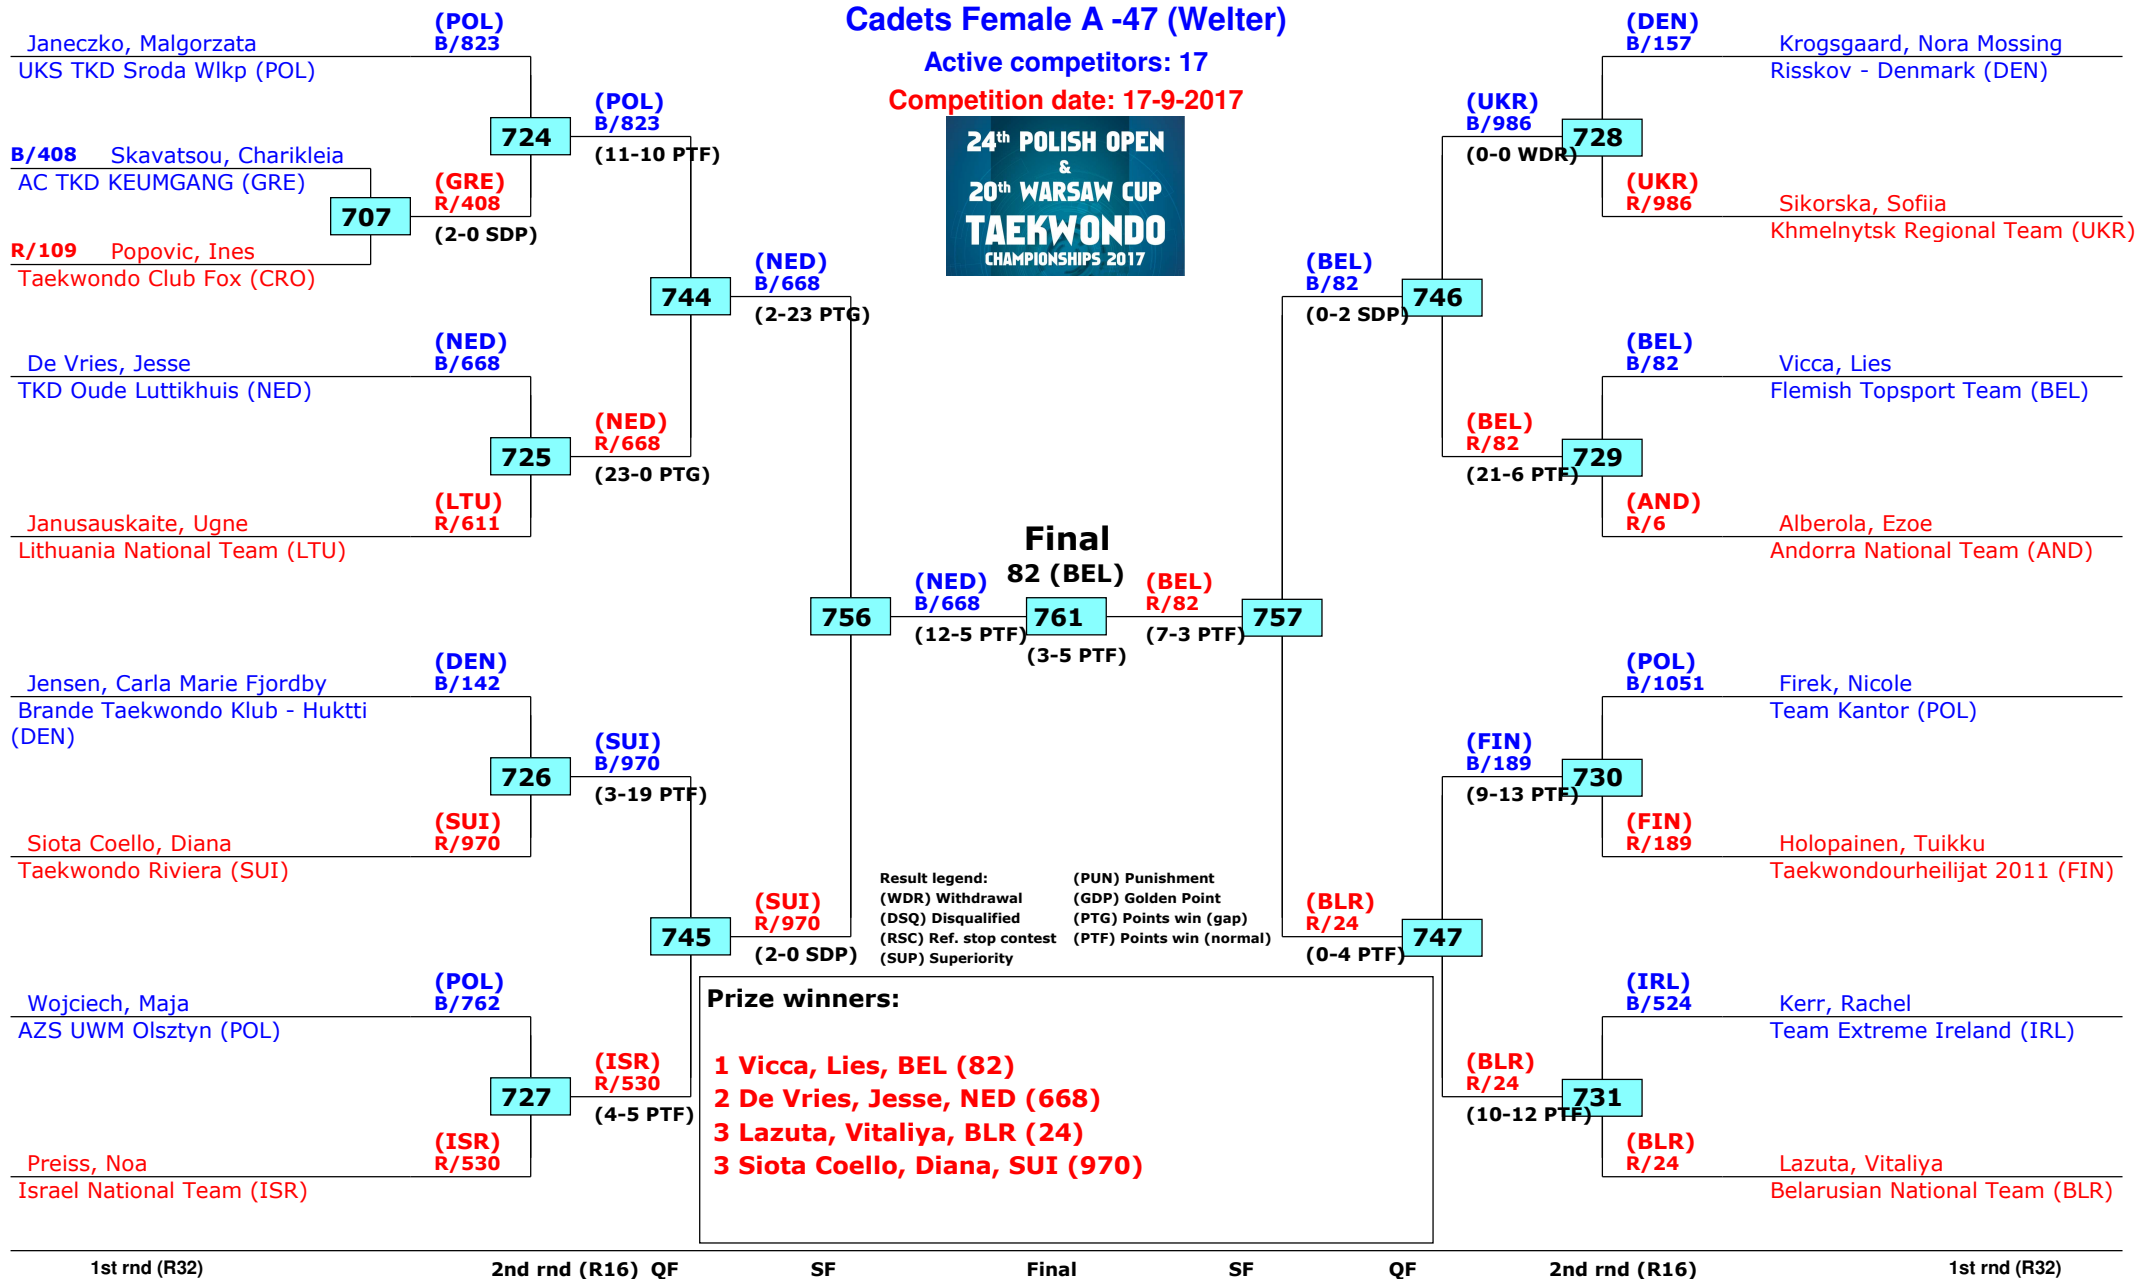 Cadets Female A -47 (Welter)
Active competitors: 17
Competition date: 17-9-2017
24th POLISH OPEN
&
20th WARSAW CUP
TAEKWONDO
CHAMPIONSHIPS 2017
Janeczko, Malgorzata
UKS TKD Sroda Wlkp (POL)
(POL)
B/823
B/408 Skavatsou, Charikleia
AC TKD KEUMGANG (GRE)
R/109 Popovic, Ines
Taekwondo Club Fox (CRO)
707
(GRE)
R/408
(2-0 SDP)
724
(POL)
B/823
(11-10 PTF)
De Vries, Jesse
TKD Oude Luttikhuis (NED)
(NED)
B/668
Janusauskaite, Ugne
Lithuania National Team (LTU)
(LTU)
R/611
725
(NED)
R/668
(23-0 PTG)
744
(NED)
B/668
(2-23 PTG)
Jensen, Carla Marie Fjordby
Brande Taekwondo Klub - Huktti
(DEN)
(DEN)
B/142
Siota Coello, Diana
Taekwondo Riviera (SUI)
(SUI)
R/970
726
(SUI)
B/970
(3-19 PTF)
Wojciech, Maja
AZS UWM Olsztyn (POL)
(POL)
B/762
Preiss, Noa
Israel National Team (ISR)
(ISR)
R/530
727
(ISR)
R/530
(4-5 PTF)
745
(SUI)
R/970
(2-0 SDP)
756
(NED)
B/668
(12-5 PTF)
Final
82 (BEL)
761
(3-5 PTF)
(BEL)
R/82
(7-3 PTF)
757
(BEL)
B/82
(0-2 SDP)
746
(UKR)
B/986
(0-0 WDR)
728
(DEN)
B/157
Krogsgaard, Nora Mossing
Risskov - Denmark (DEN)
(UKR)
R/986
Sikorska, Sofiia
Khmelnytsk Regional Team (UKR)
(BEL)
R/82
(21-6 PTF)
729
(BEL)
B/82
Vicca, Lies
Flemish Topsport Team (BEL)
(AND)
R/6
Alberola, Ezoe
Andorra National Team (AND)
(BLR)
R/24
(0-4 PTF)
747
(FIN)
B/189
(9-13 PTF)
730
(POL)
B/1051
Firek, Nicole
Team Kantor (POL)
(FIN)
R/189
Holopainen, Tuikku
Taekwondourheilijat 2011 (FIN)
(BLR)
R/24
(10-12 PTF)
731
(IRL)
B/524
Kerr, Rachel
Team Extreme Ireland (IRL)
(BLR)
R/24
Lazuta, Vitaliya
Belarusian National Team (BLR)
Result legend: (PUN) Punishment
(WDR) Withdrawal (GDP) Golden Point
(DSQ) Disqualified (PTG) Points win (gap)
(RSC) Ref. stop contest (PTF) Points win (normal)
(SUP) Superiority
Prize winners:
1 Vicca, Lies, BEL (82)
2 De Vries, Jesse, NED (668)
3 Lazuta, Vitaliya, BLR (24)
3 Siota Coello, Diana, SUI (970)
1st rnd (R32) 2nd rnd (R16) QF SF Final SF QF 2nd rnd (R16) 1st rnd (R32)